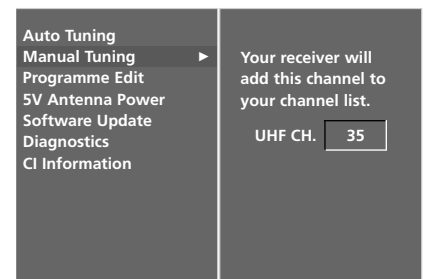 Auto Tuning
Manual Tuning ►
Programme Edit
5V Antenna Power
Software Update
Diagnostics
CI Information
Your receiver will
add this channel to
your channel list.
UHF CH. 35